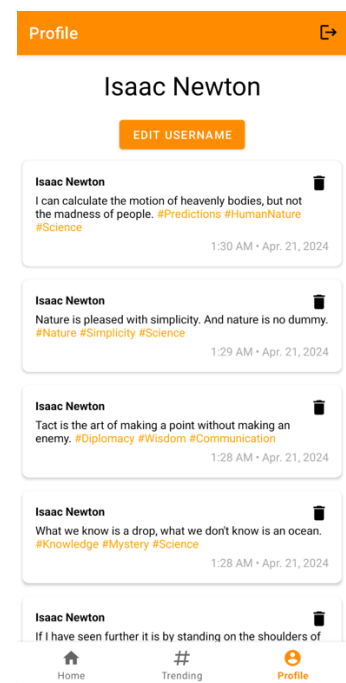 Profile
Isaac Newton
EDIT USERNAME
Isaac Newton
I can calculate the motion of heavenly bodies, but not
the madness of people. #Predictions #HumanNature
#Science
1:30 AM • Apr. 21, 2024
Isaac Newton
Nature is pleased with simplicity. And nature is no dummy.
#Nature #Simplicity #Science
1:29 AM • Apr. 21, 2024
Isaac Newton
Tact is the art of making a point without making an
enemy. #Diplomacy #Wisdom #Communication
1:28 AM • Apr. 21, 2024
Isaac Newton
What we know is a drop, what we don't know is an ocean.
#Knowledge #Mystery #Science
1:28 AM • Apr. 21, 2024
Isaac Newton
If I have seen further it is by standing on the shoulders of
Home
Trending
Profile